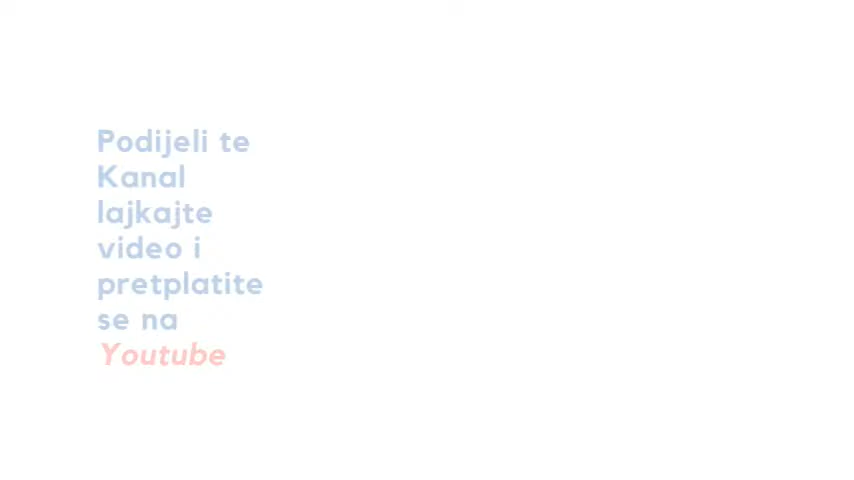 Podijeli te
Kanal
lajkajte
video i
pretplatite
se na
Youtube